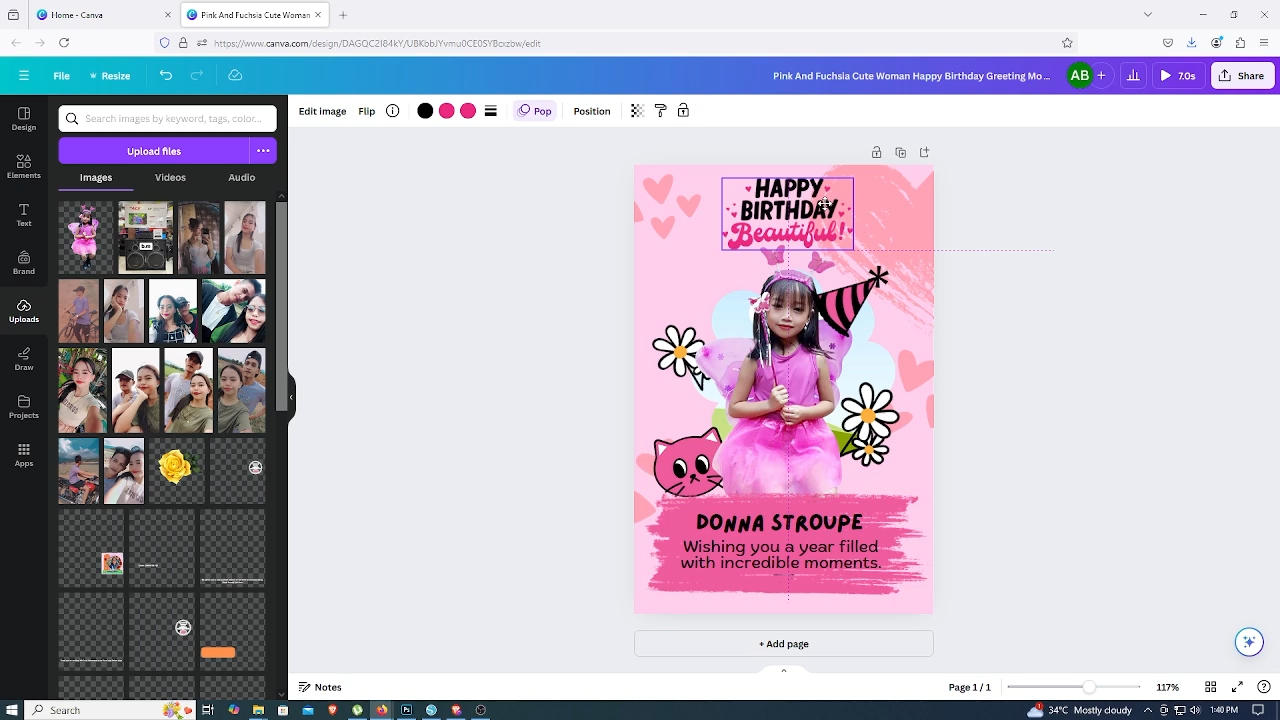 Home - Canva
Pink And Fuchsia Cute Woman
https://www.canva.com/design/DAGQC2I84kY/UBKbbJYvmu0CE0SYBcxzbw/edit
File
Resize
Pink And Fuchsia Cute Woman Happy Birthday Greeting Mo...
AB
7.0s
Share
Design
Elements
Text
Brand
Uploads
Draw
Projects
Apps
Search images by keyword, tags, color...
Upload files
Images
Videos
Audio
Edit image
Flip
Pop
Position
HAPPY
BIRTHDAY
Beautiful!
DONNA STROUPE
Wishing you a year filled
with incredible moments.
+ Add page
Notes
Page 1 / 1
117%
Search
34°C Mostly cloudy
1:40 PM